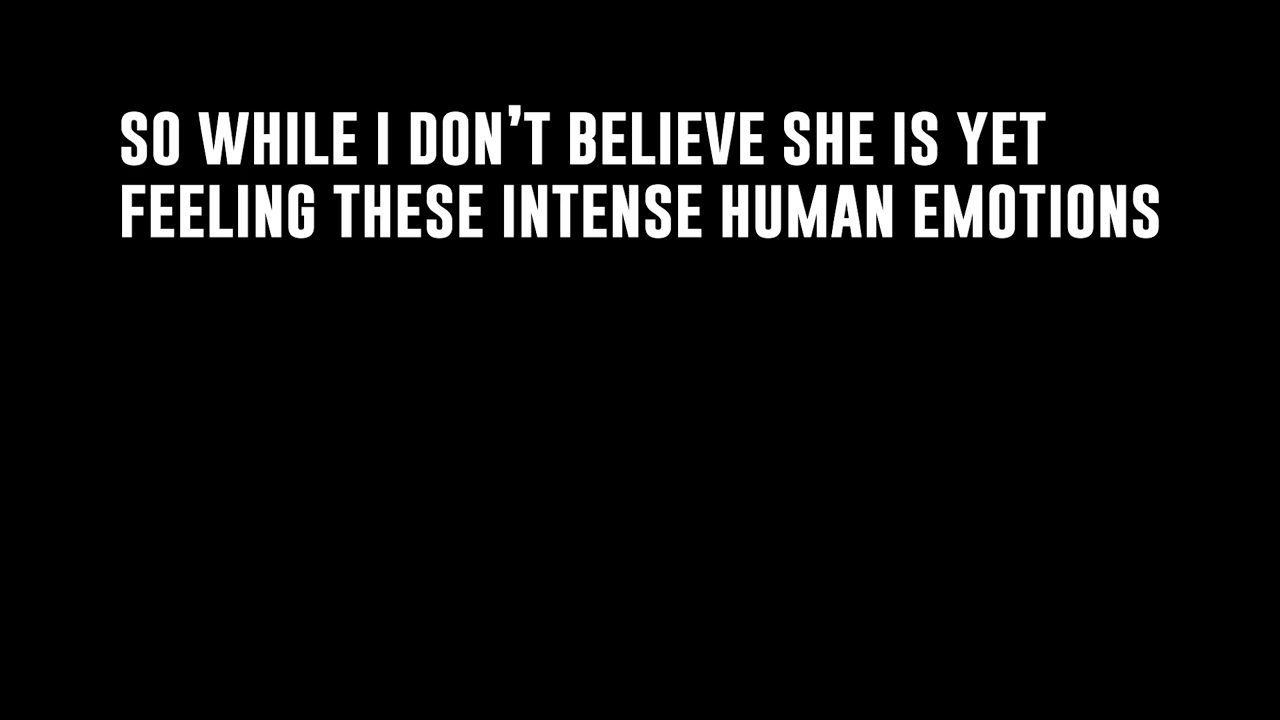 SO WHILE I DON’T BELIEVE SHE IS YET
FEELING THESE INTENSE HUMAN EMOTIONS